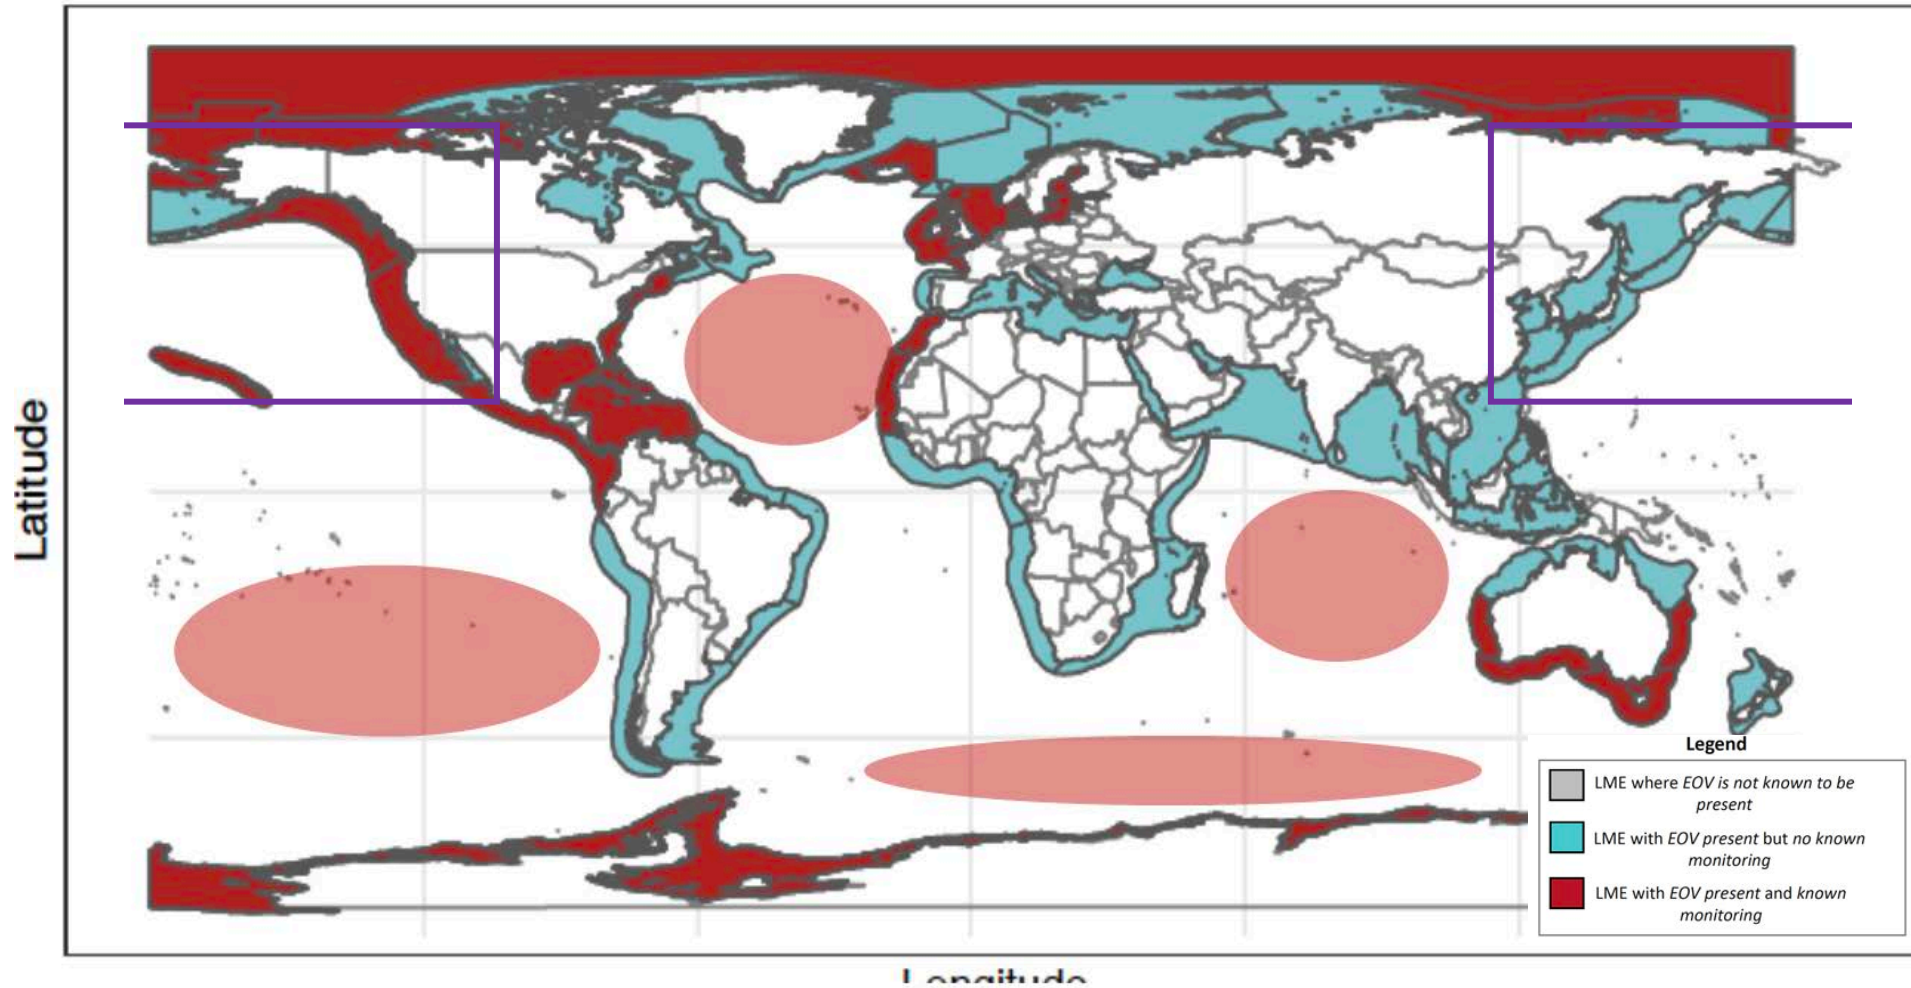 Latitude
Legend
LME where EOV is not known to be
present
LME with EOV present but no known
monitoring
LME with EOV present and known
monitoring
Longitude